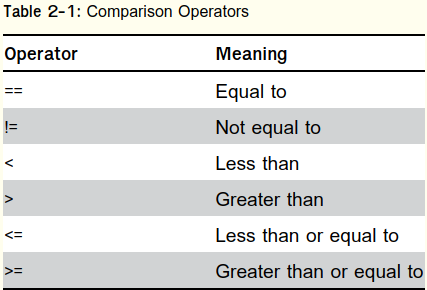 Table 2-1: Comparison Operators
Operator Meaning
== Equal to
!= Not equal to
< Less than
> Greater than
<= Less than or equal to
>= Greater than or equal to